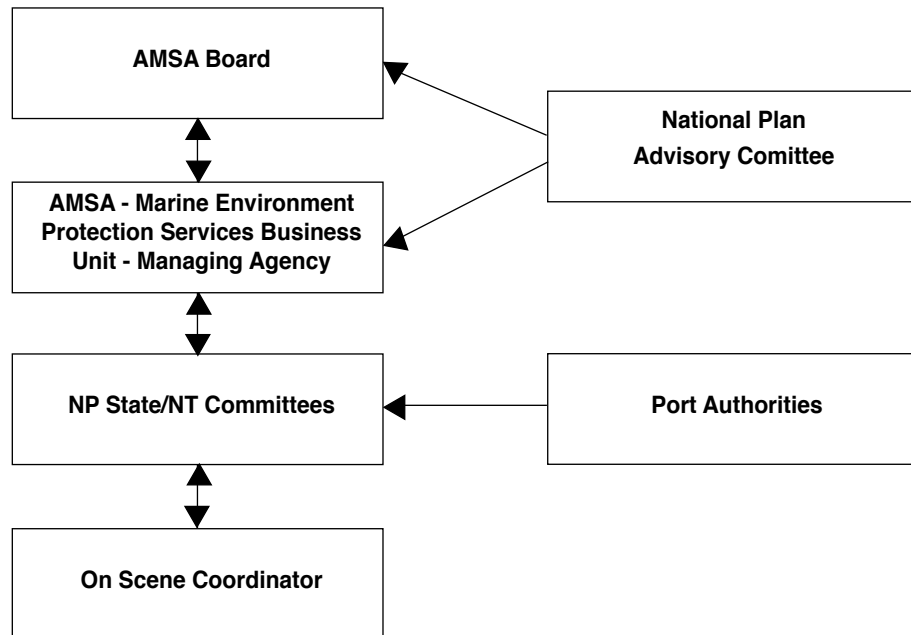 AMSA Board
National Plan
Advisory Comittee
AMSA - Marine Environment
Protection Services Business
Unit - Managing Agency
NP State/NT Committees
Port Authorities
On Scene Coordinator